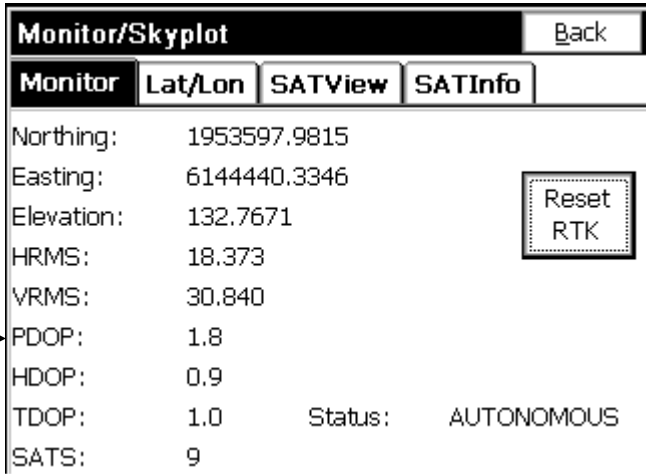 Monitor/Skyplot Back
Monitor Lat/Lon SATView SATInfo
Northing: 1953597.9815
Easting: 6144440.3346
Elevation: 132.7671
Reset
RTK
HRMS: 18.373
VRMS: 30.840
PDOP: 1.8
HDOP: 0.9
TDOP: 1.0 Status: AUTONOMOUS
SATS: 9